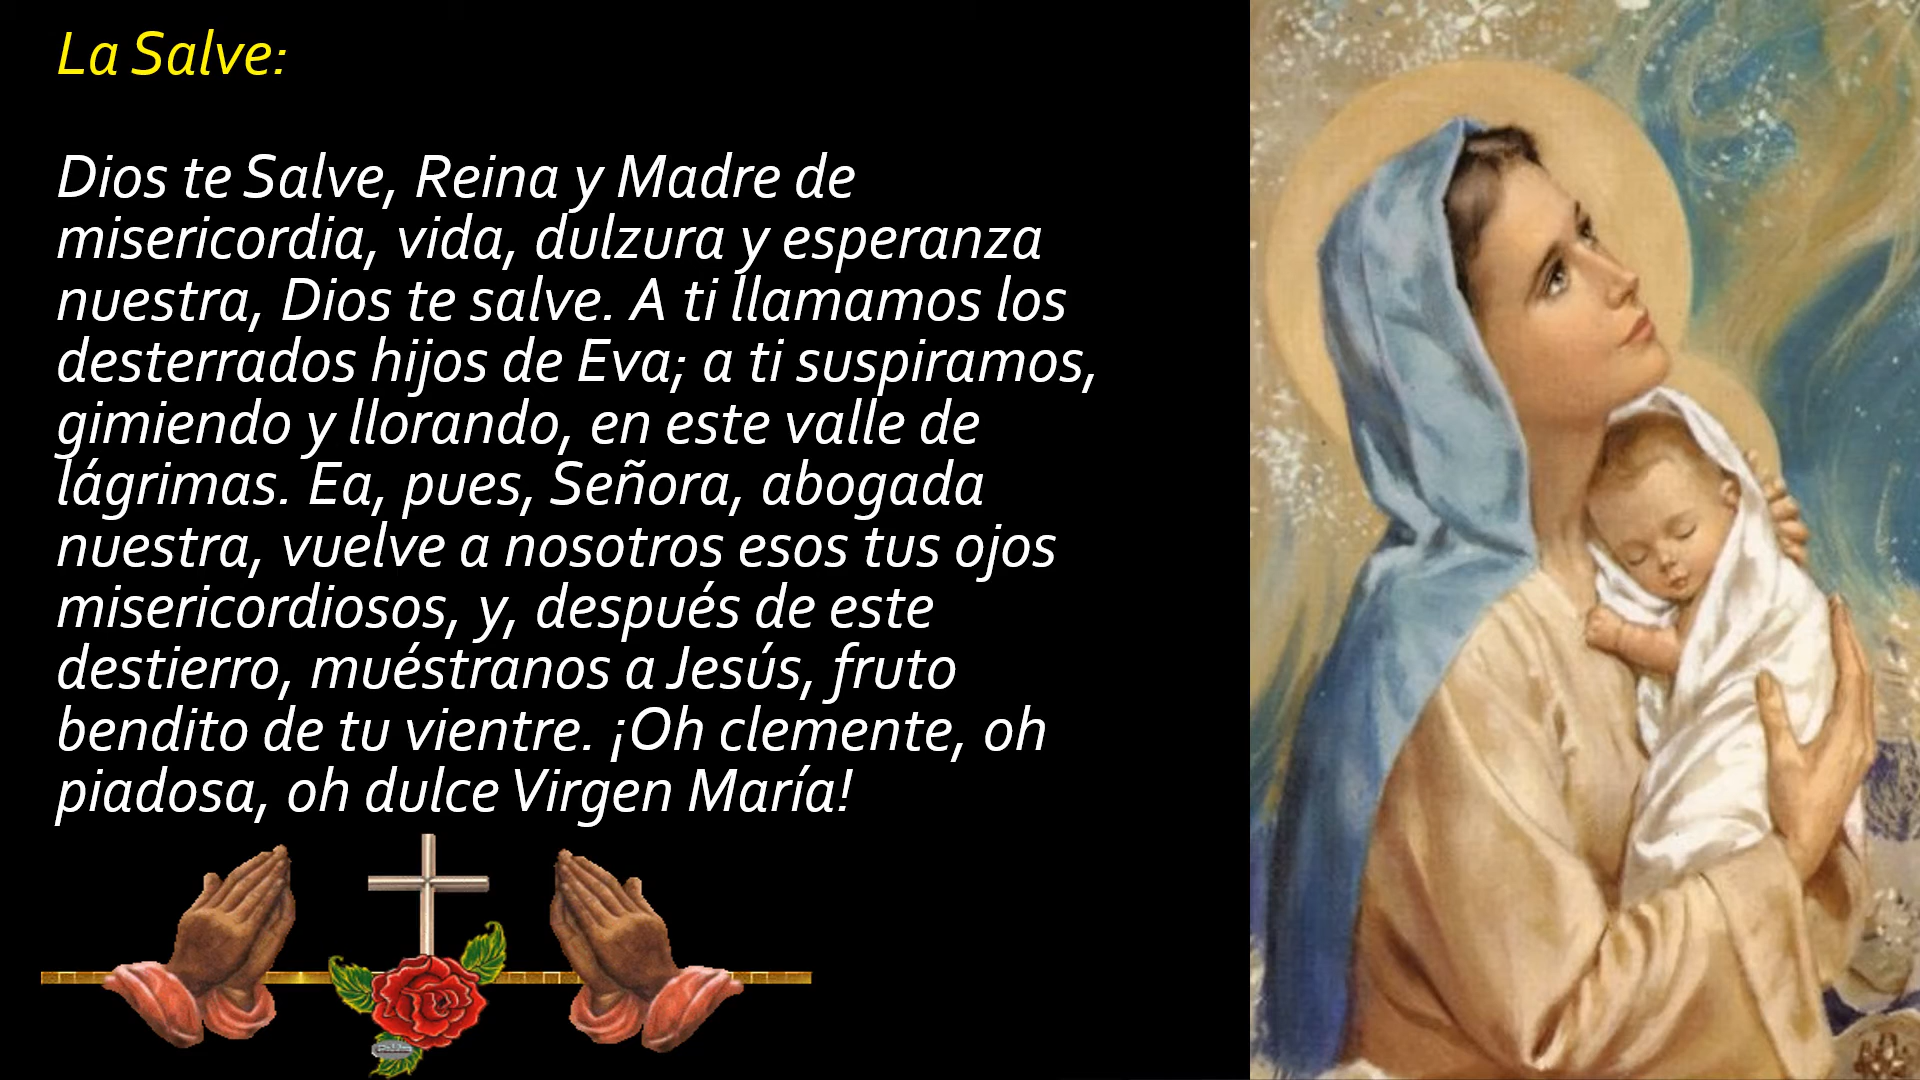 La Salve:
Dios te Salve, Reina y Madre de
misericordia, vida, dulzura y esperanza
nuestra, Dios te salve. A ti llamamos los
desterrados hijos de Eva; a ti suspiramos,
gimiendo y llorando, en este valle de
lágrimas. Ea, pues, Señora, abogada
nuestra, vuelve a nosotros esos tus ojos
misericordiosos, y, después de este
destierro, muéstranos a Jesús, fruto
bendito de tu vientre. ¡Oh clemente, oh
piadosa, oh dulce Virgen María!